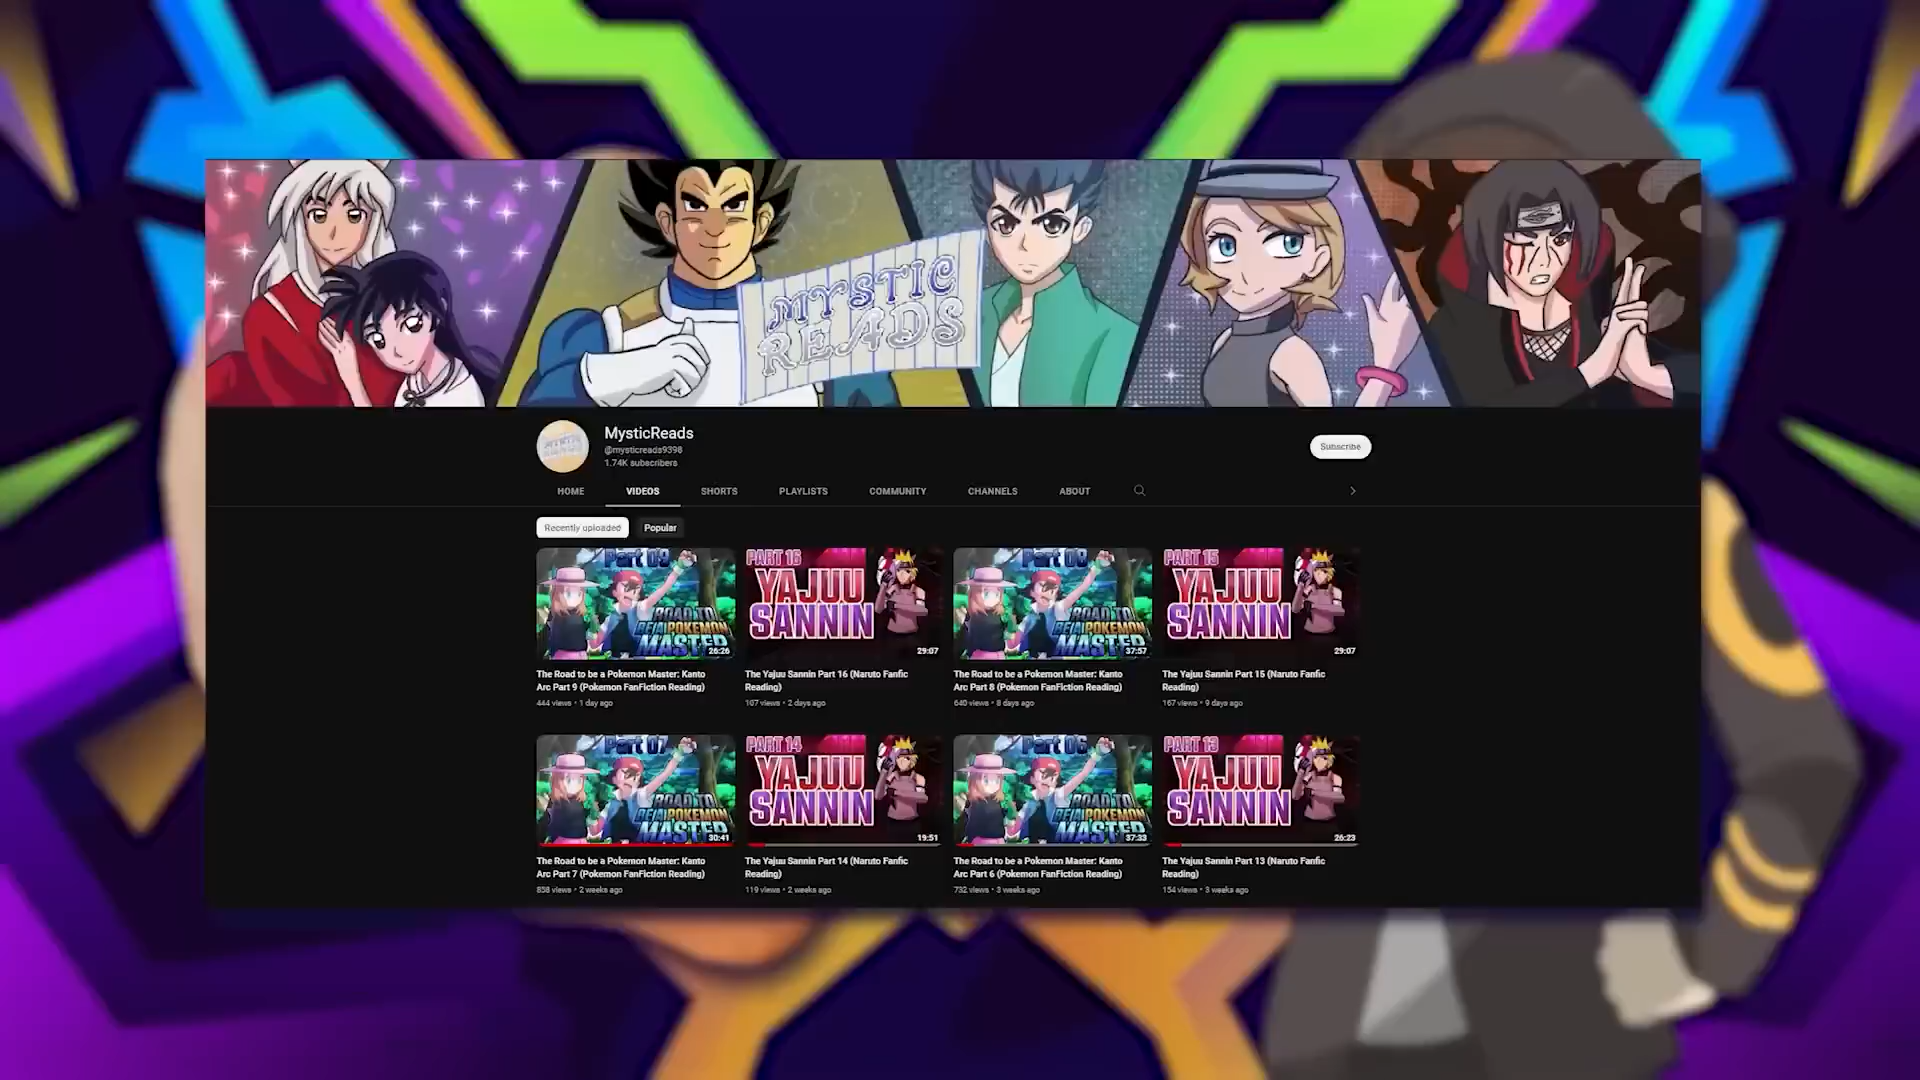 MYSTIC
READS
MysticReads
@mysticreads9398
1.74K subscribers
Subscribe
HOME VIDEOS SHORTS PLAYLISTS COMMUNITY CHANNELS ABOUT
Recently uploaded Popular
Part 09
ROAD TO
BE A POKEMON
MASTER
26:26
PART 16
YAJUU
SANNIN
29:07
Part 08
ROAD TO
BE A POKEMON
MASTER
37:57
PART 15
YAJUU
SANNIN
29:07
The Road to be a Pokemon Master: Kanto
Arc Part 9 (Pokemon FanFiction Reading)
444 views • 1 day ago
The Yajuu Sannin Part 16 (Naruto Fanfic
Reading)
107 views • 2 days ago
The Road to be a Pokemon Master: Kanto
Arc Part 8 (Pokemon FanFiction Reading)
640 views • 8 days ago
The Yajuu Sannin Part 15 (Naruto Fanfic
Reading)
167 views • 9 days ago
Part 07
ROAD TO
BE A POKEMON
MASTER
30:41
PART 14
YAJUU
SANNIN
19:51
Part 06
ROAD TO
BE A POKEMON
MASTER
37:33
PART 13
YAJUU
SANNIN
26:23
The Road to be a Pokemon Master: Kanto
Arc Part 7 (Pokemon FanFiction Reading)
858 views • 2 weeks ago
The Yajuu Sannin Part 14 (Naruto Fanfic
Reading)
119 views • 2 weeks ago
The Road to be a Pokemon Master: Kanto
Arc Part 6 (Pokemon FanFiction Reading)
732 views • 3 weeks ago
The Yajuu Sannin Part 13 (Naruto Fanfic
Reading)
154 views • 3 weeks ago